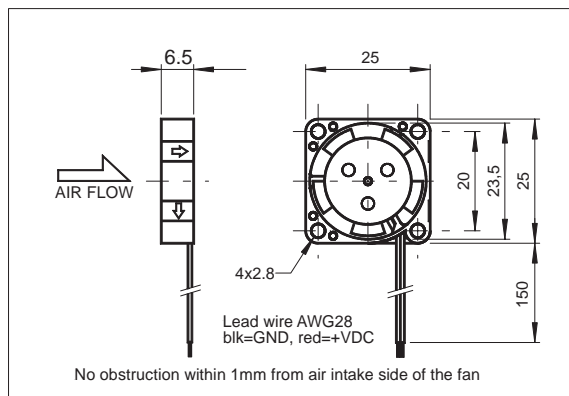 6.5
25
AIR FLOW
20
23,5
25
4x2.8
150
Lead wire AWG28
blk=GND, red=+VDC
No obstruction within 1mm from air intake side of the fan